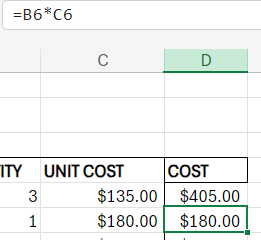 =B6*C6
C D
ITY UNIT COST COST
3 $135.00 $405.00
1 $180.00 $180.00